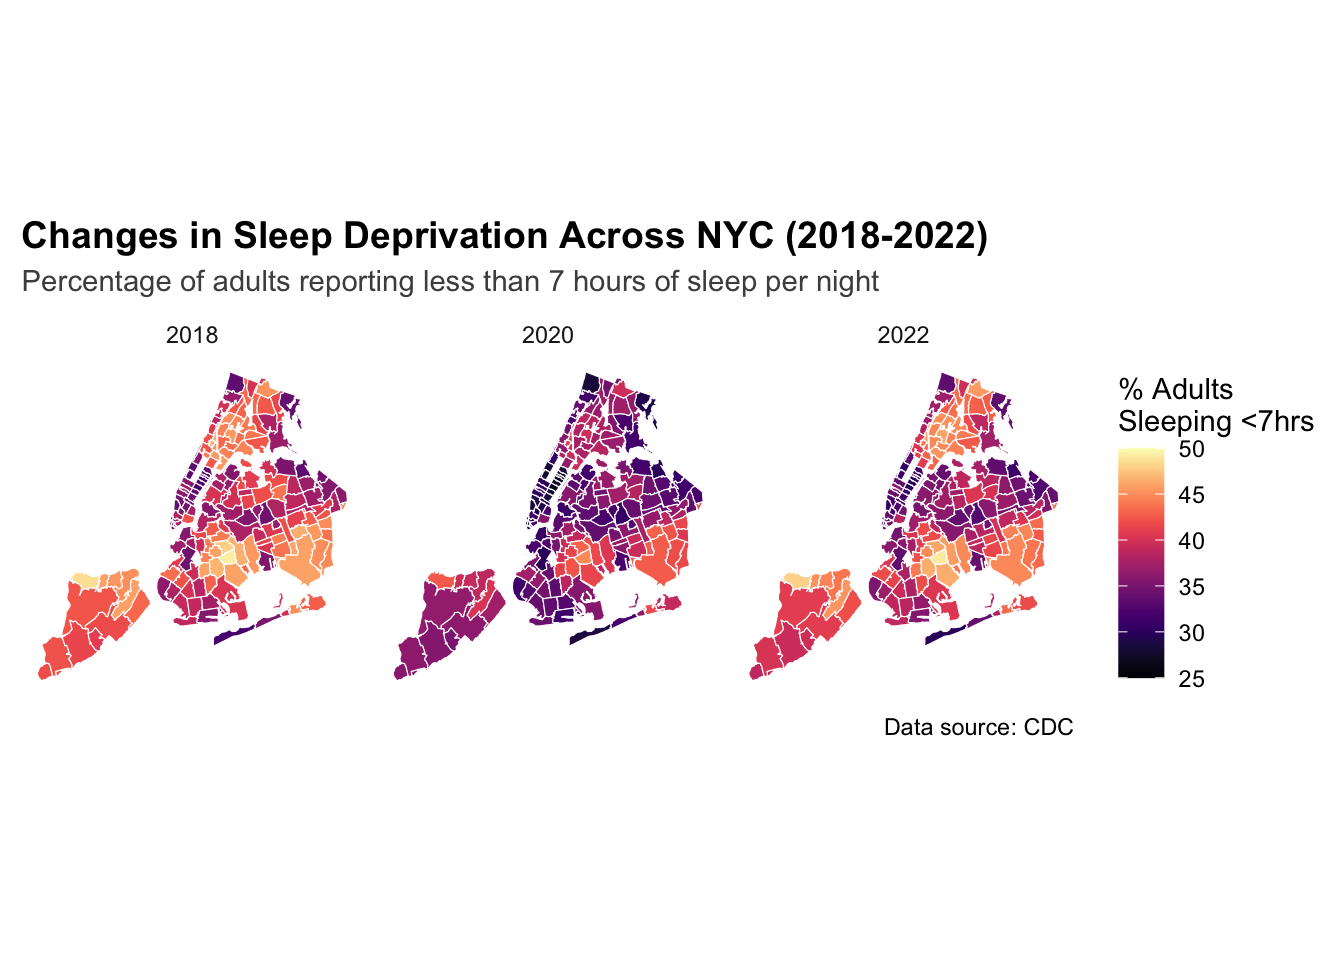 Changes in Sleep Deprivation Across NYC (2018-2022)
Percentage of adults reporting less than 7 hours of sleep per night
2018
2020
2022
% Adults
Sleeping <7hrs
50
45
40
35
30
25
Data source: CDC